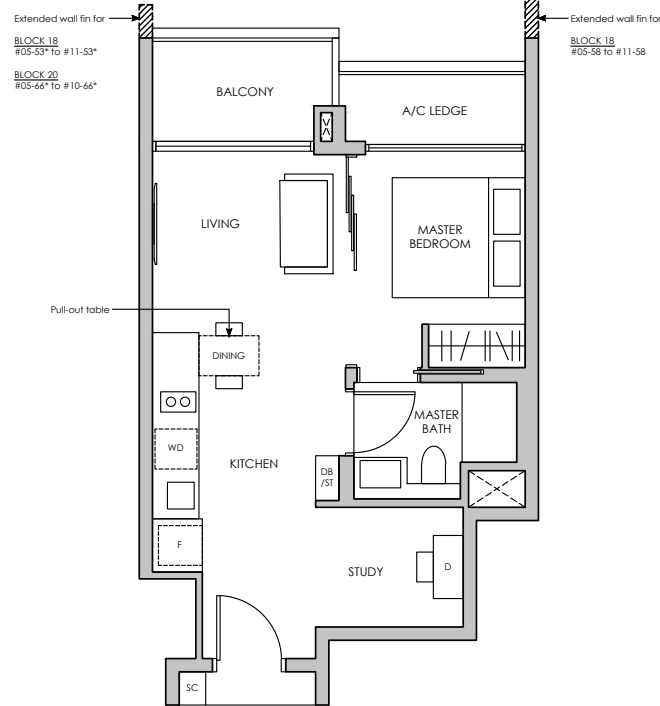 Extended wall fin for
BLOCK 18
#05-53* to #11-53*
BLOCK 20
#05-66* to #10-66*
Extended wall fin for
BLOCK 18
#05-58 to #11-58
BALCONY
A/C LEDGE
LIVING
MASTER
BEDROOM
Pull-out table
DINING
MASTER
BATH
WD
KITCHEN
DB
/ST
F
STUDY
D
SC